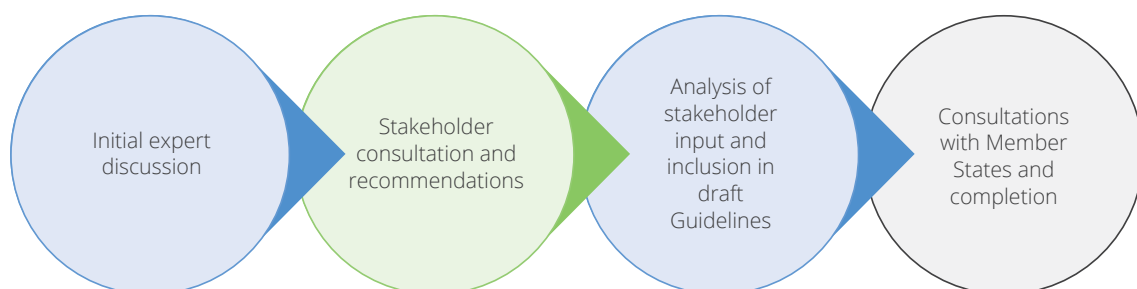 Initial expert
discussion
Stakeholder
consultation and
recommendations
Analysis of
stakeholder
input and
inclusion in
draft
Guidelines
Consultations
with Member
States and
completion